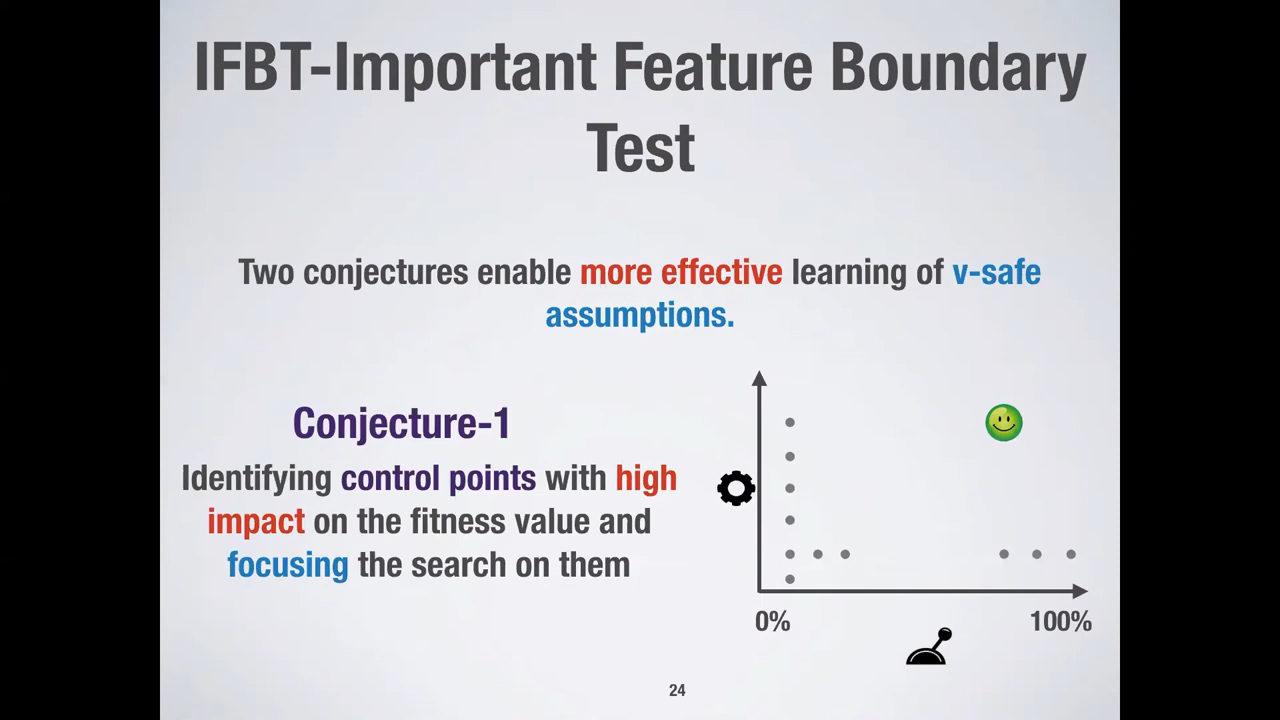 IFBT-Important Feature Boundary
Test
Two conjectures enable more effective learning of v-safe
assumptions.
Conjecture-1
Identifying control points with high
impact on the fitness value and
focusing the search on them
0%
100%
24